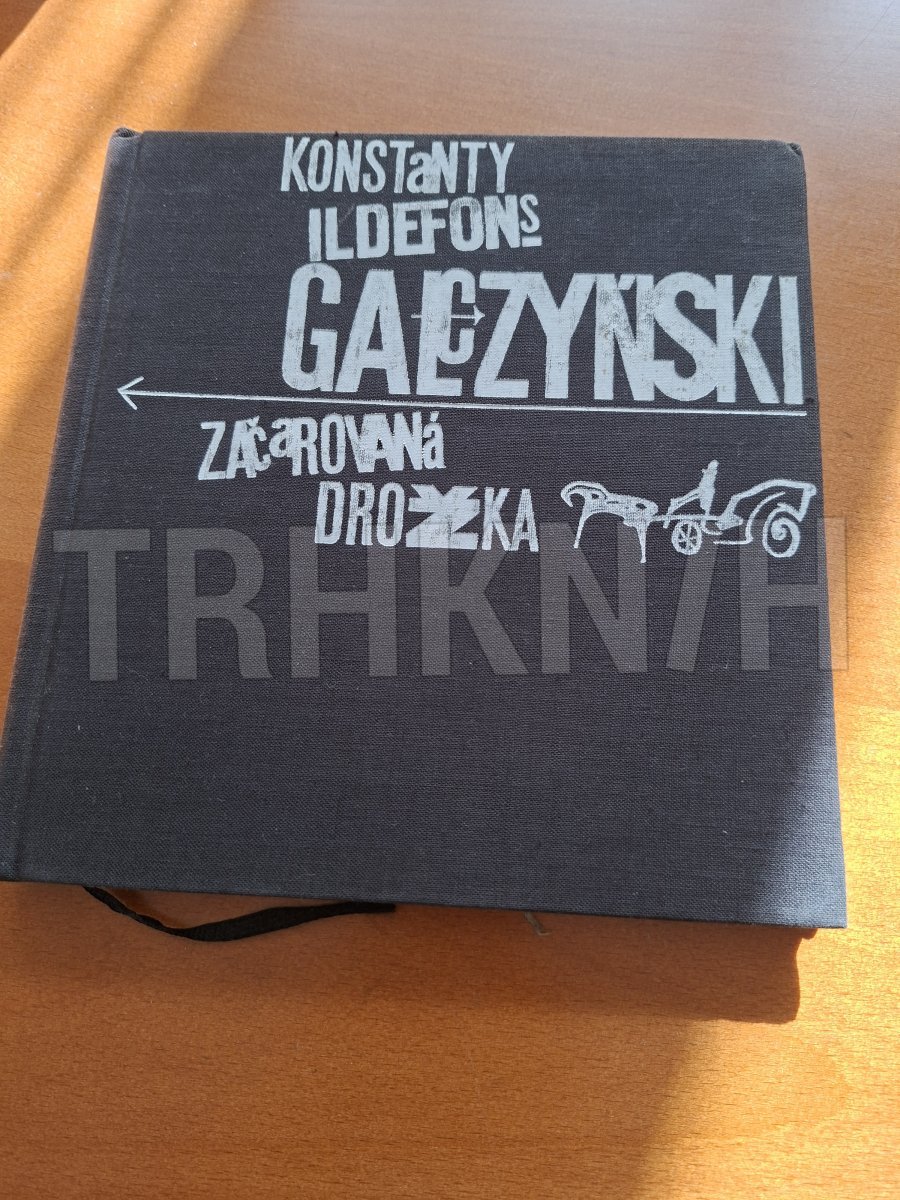 KONSTaNTY
ILDEFONs
GAŁCZYŃSKI
ZAČaROVANá
DROŽKA
TRHKNIH